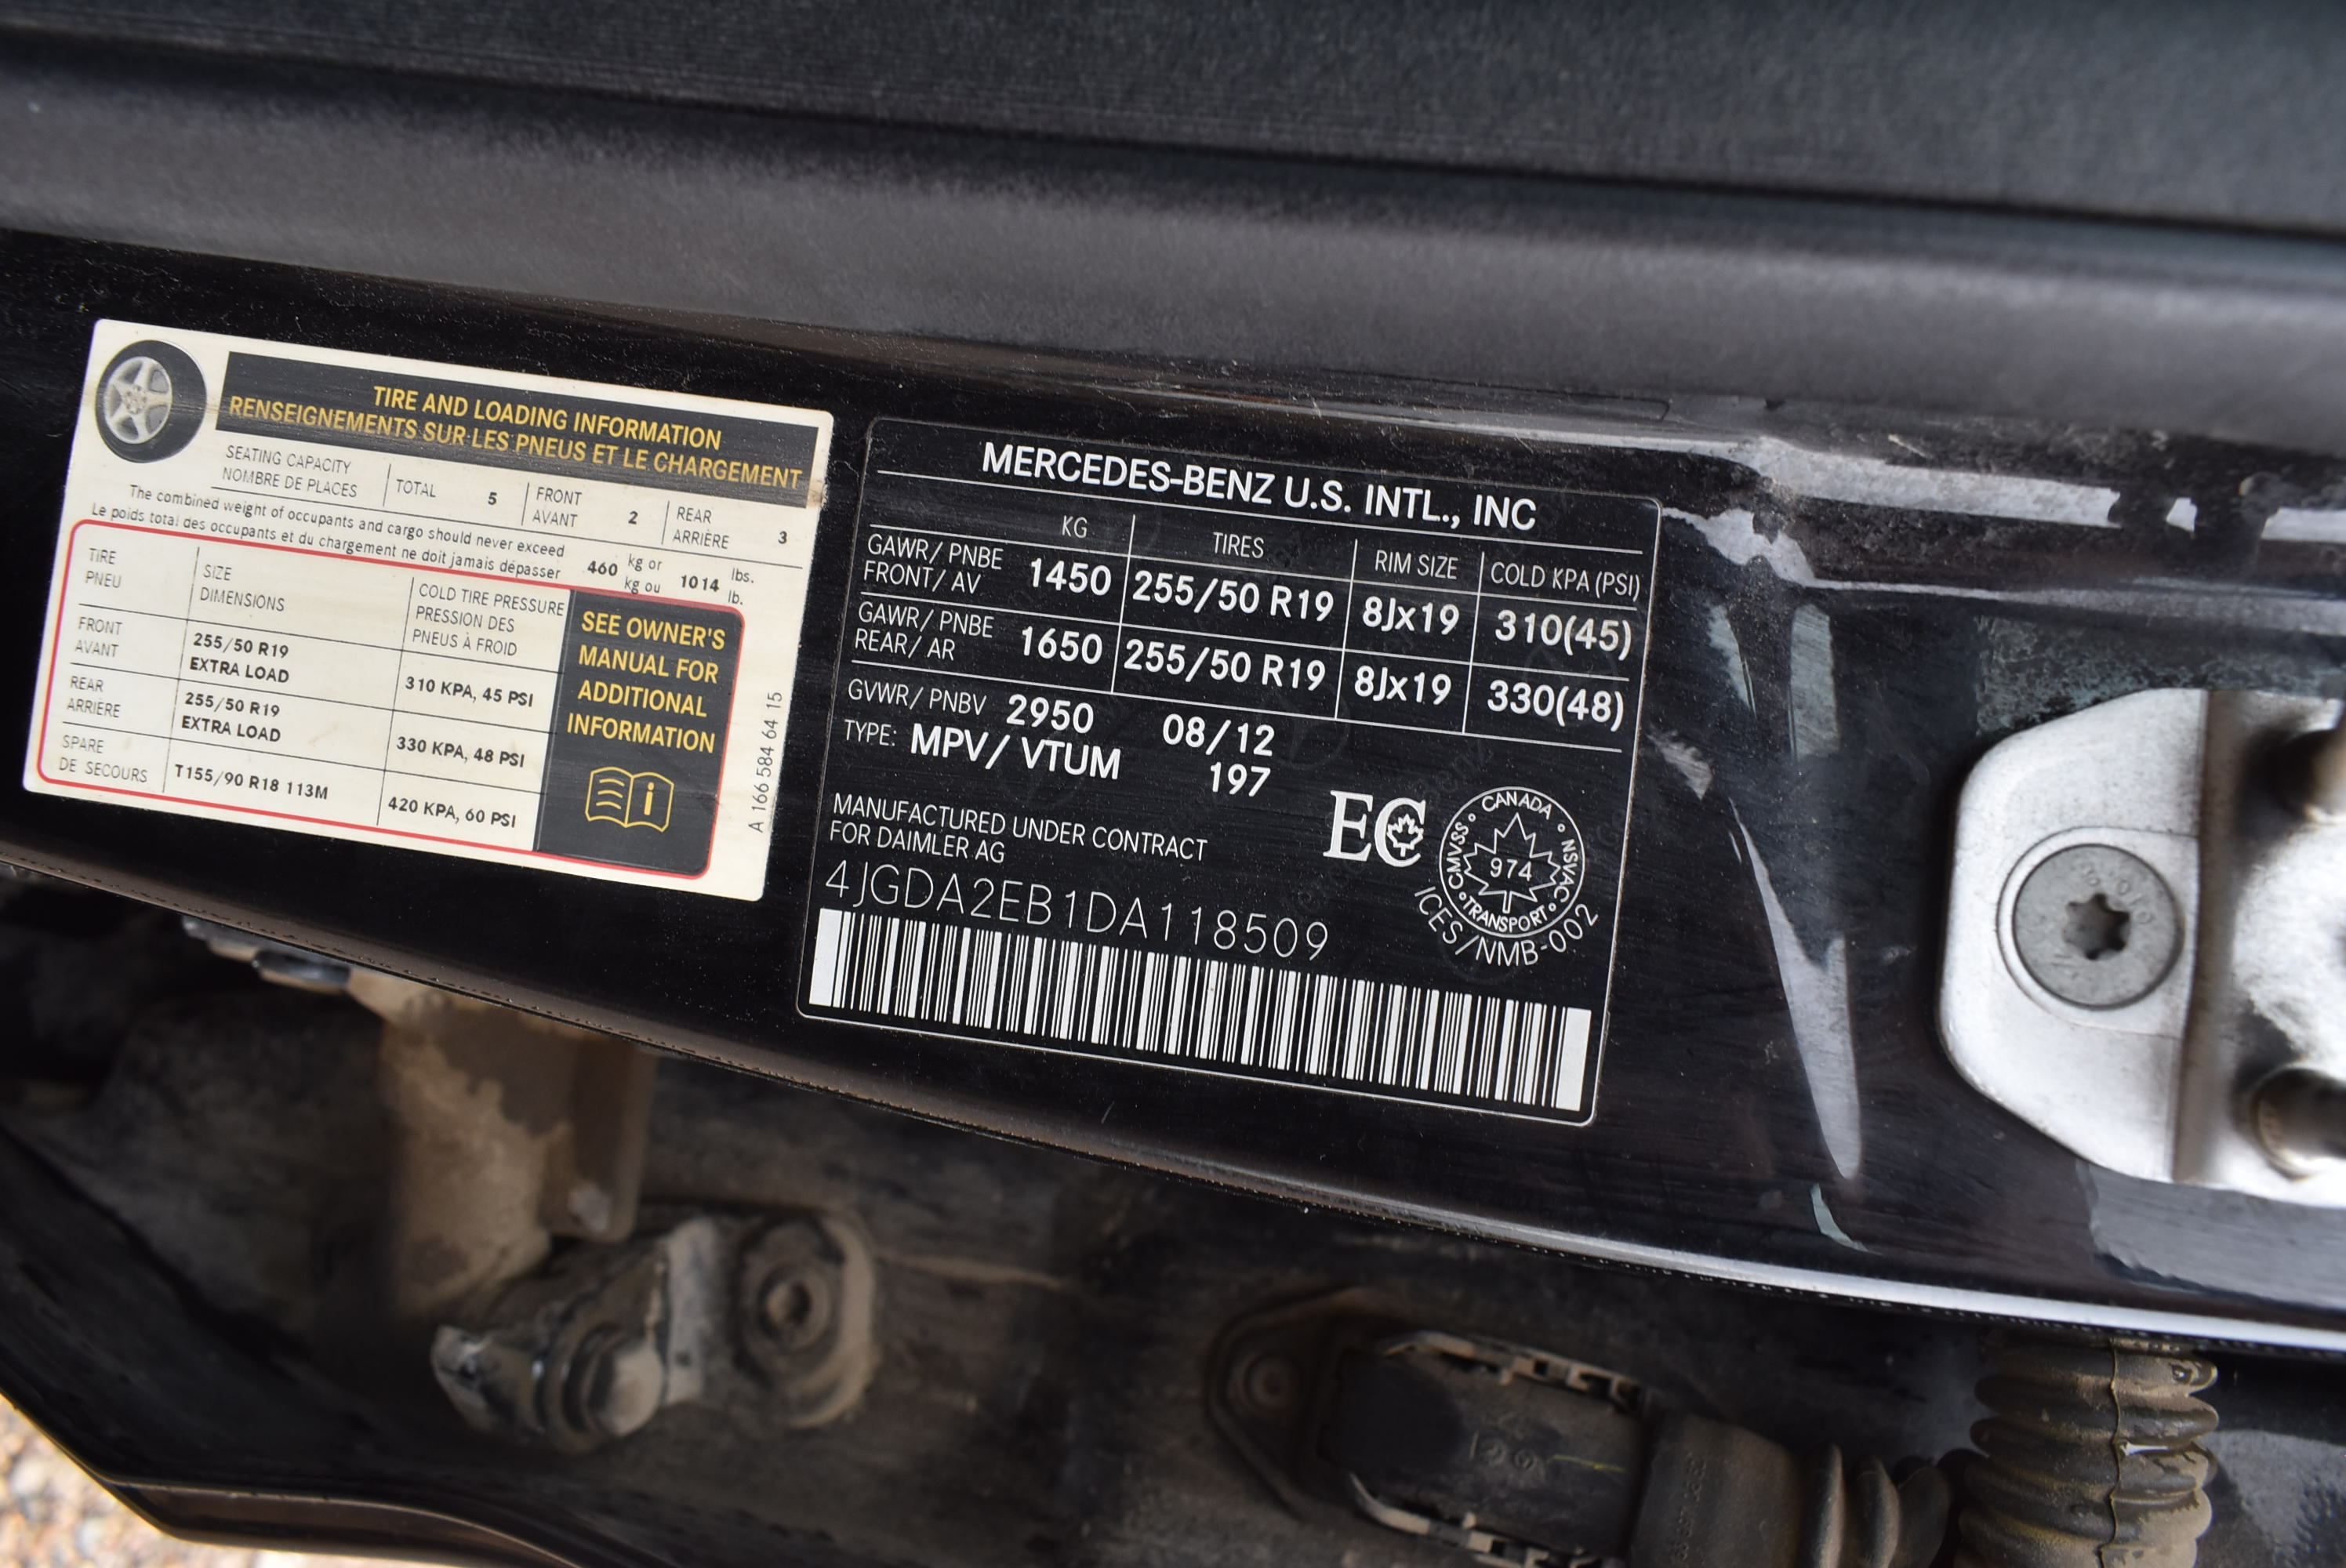 TIRE AND LOADING INFORMATION
RENSEIGNEMENTS SUR LES PNEUS ET LE CHARGEMENT
SEATING CAPACITY
NOMBRE DE PLACES
TOTAL 5
FRONT
AVANT 2
REAR
ARRIÈRE 3
The combined weight of occupants and cargo should never exceed
Le poids total des occupants et du chargement ne doit jamais dépasser
460 kg or
kg ou
1014 lbs.
lb.
TIRE
PNEU
SIZE
DIMENSIONS
COLD TIRE PRESSURE
PRESSION DES
PNEUS À FROID
FRONT
AVANT
255/50 R19
EXTRA LOAD
310 KPA, 45 PSI
REAR
ARRIÈRE
255/50 R19
EXTRA LOAD
330 KPA, 48 PSI
SPARE
DE SECOURS
T155/90 R18 113M
420 KPA, 60 PSI
SEE OWNER'S
MANUAL FOR
ADDITIONAL
INFORMATION
A 166 584 64 15
MERCEDES-BENZ U.S. INTL., INC
KG TIRES RIM SIZE COLD KPA (PSI)
GAWR/ PNBE
FRONT/ AV
1450 255/50 R19 8Jx19 310(45)
GAWR/ PNBE
REAR/ AR
1650 255/50 R19 8Jx19 330(48)
GVWR/ PNBV 2950 08/12
TYPE: MPV/ VTUM 197
MANUFACTURED UNDER CONTRACT
FOR DAIMLER AG
EC
CANADA
NSVAC
TRANSPORT
CMVSS
974
ICES/NMB-002
4JGDA2EB1DA118509